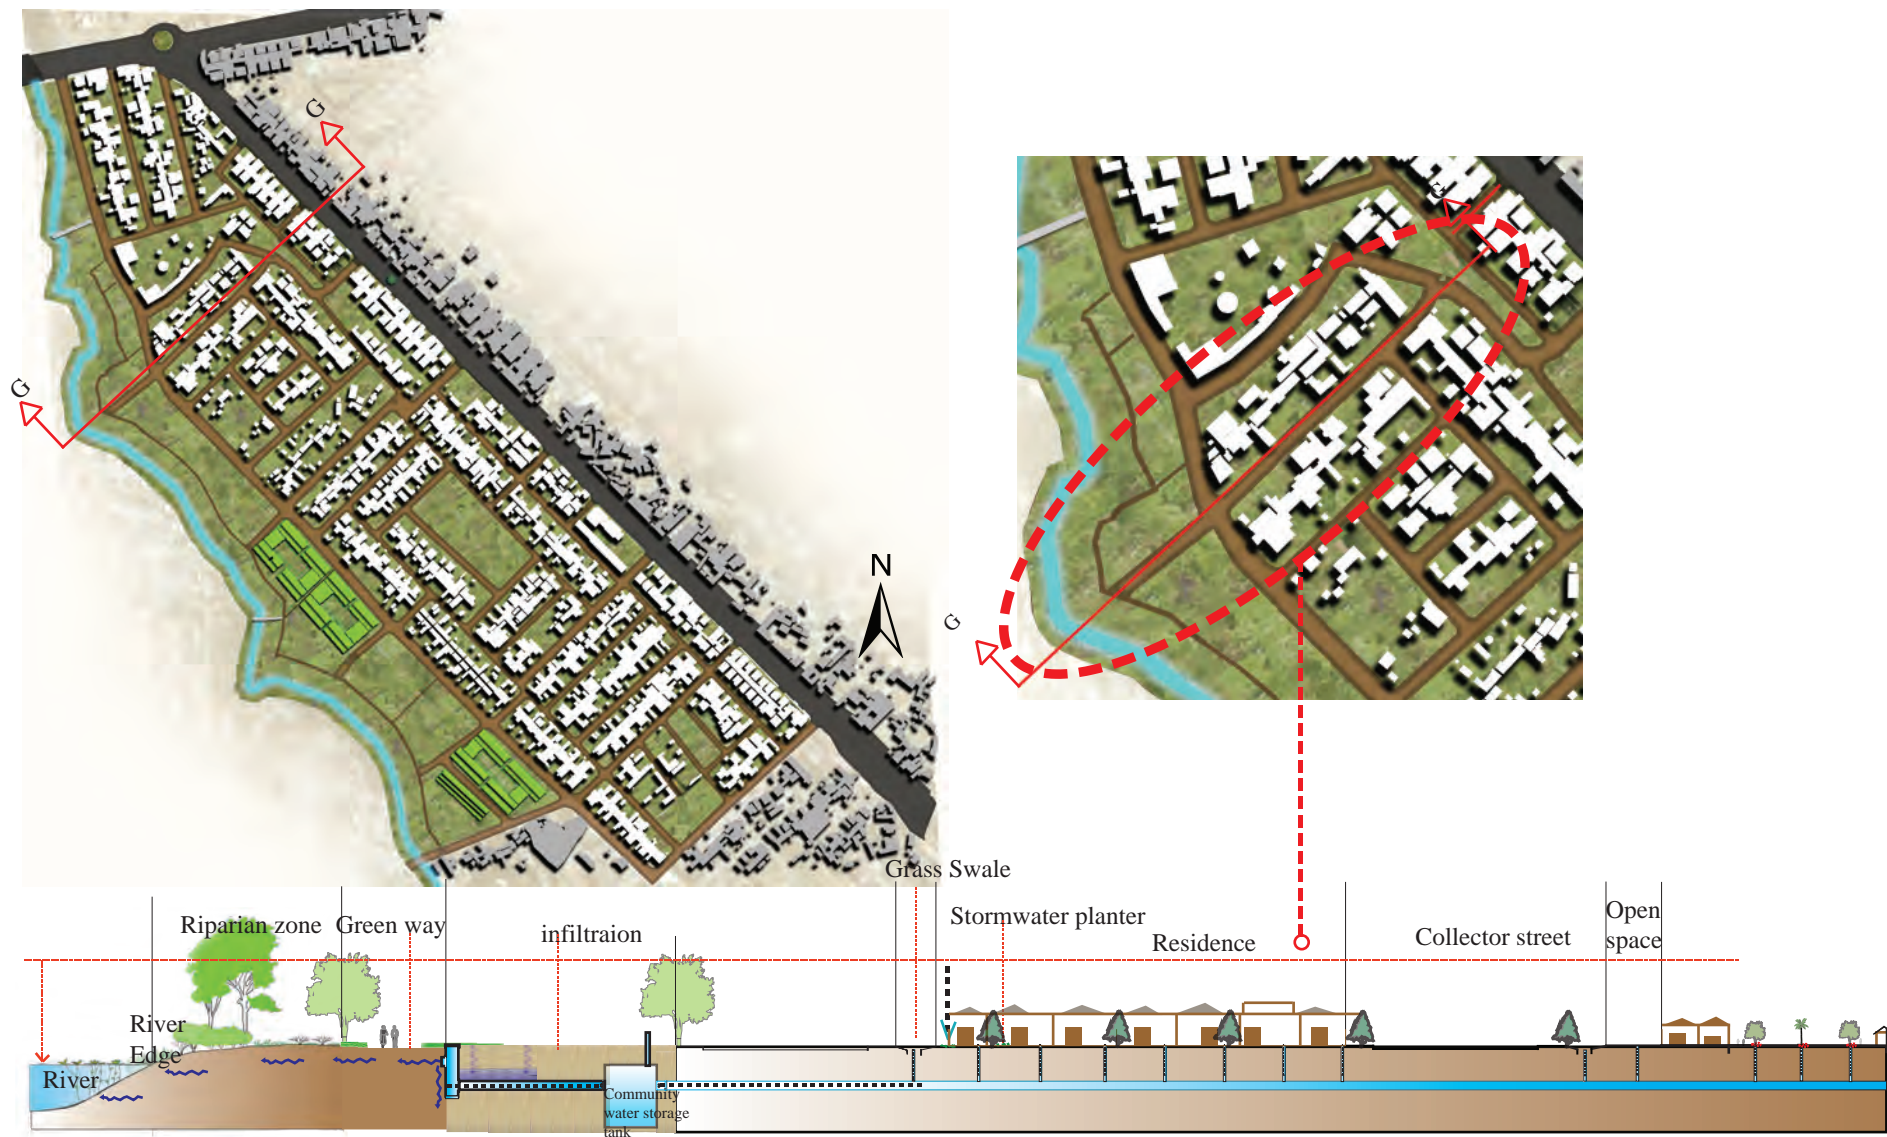 G
G
N
G
G
Grass Swale
Riparian zone
Green way
infiltraion
Stormwater planter
Residence
Collector street
Open
space
River
Edge
River
Community
water storage
tank